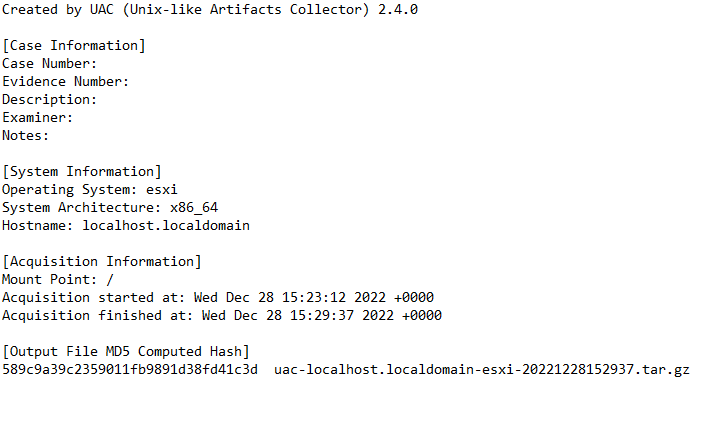 Created by UAC (Unix-like Artifacts Collector) 2.4.0
[Case Information]
Case Number:
Evidence Number:
Description:
Examiner:
Notes:
[System Information]
Operating System: esxi
System Architecture: x86_64
Hostname: localhost.localdomain
[Acquisition Information]
Mount Point: /
Acquisition started at: Wed Dec 28 15:23:12 2022 +0000
Acquisition finished at: Wed Dec 28 15:29:37 2022 +0000
[Output File MD5 Computed Hash]
589c9a39c2359011fb9891d38fd41c3d  uac-localhost.localdomain-esxi-20221228152937.tar.gz